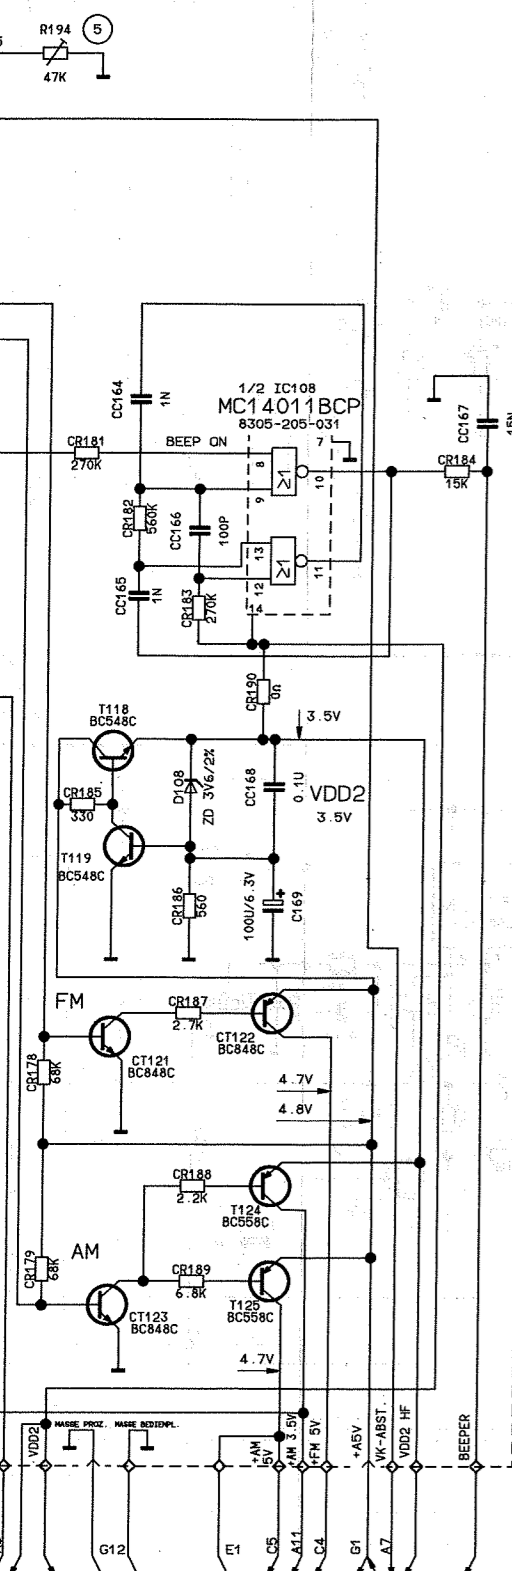 R194
5
47K
1/2 IC108
MC14011BCP
8305-205-031
CC164
1N
CC167
15N
7
CR181
270K
BEEP ON
8
≥1
10
CR184
15K
9
CR182
560K
CC166
100P
13
≥1
11
12
CC165
1N
CR183
270K
14
CR190
0Ω
T118
BC548C
3.5V
D108
ZD 3V6/2%
CC168
0.1U
VDD2
3.5V
CR185
330
T119
BC548C
CR186
560
100U/6.3V
+
C169
FM
CR187
2.7K
CT121
BC848C
CT122
BC848C
CR178
68K
4.7V
4.8V
CR188
2.2K
T124
BC558C
AM
CR179
68K
CR189
6.8K
CT123
BC848C
T125
BC558C
4.7V
VDD2
MASSE PROZ.
MASSE BEDIENPL.
+AM
5V
+AM 3.5V
+FM 5V
+A5V
VK-ABST.
VDD2 HF
BEEPER
G12
E1
C5
A11
C4
G1
A7